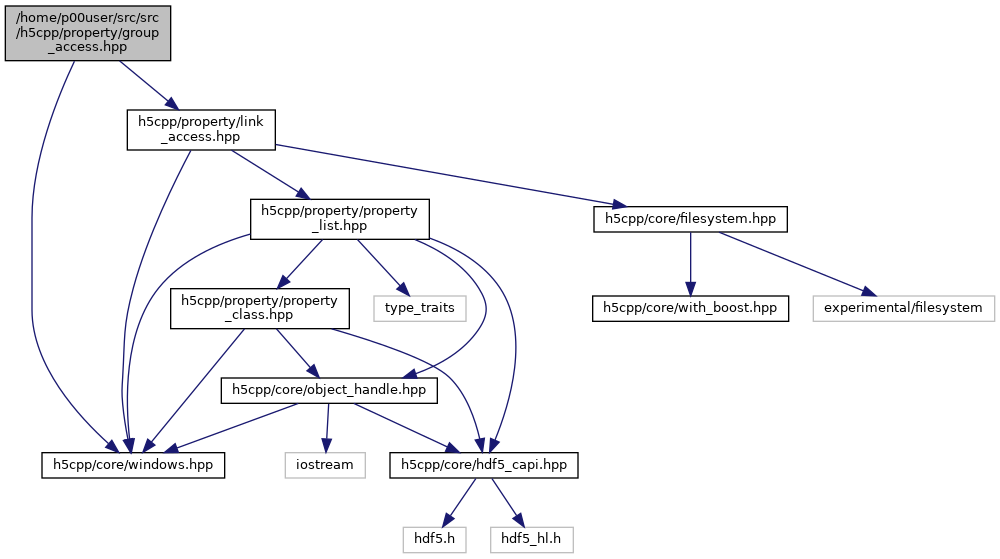 /home/p00user/src/src
/h5cpp/property/group
_access.hpp
h5cpp/property/link
_access.hpp
h5cpp/property/property
_list.hpp
h5cpp/core/filesystem.hpp
h5cpp/property/property
_class.hpp
type_traits
h5cpp/core/with_boost.hpp
experimental/filesystem
h5cpp/core/object_handle.hpp
h5cpp/core/windows.hpp
iostream
h5cpp/core/hdf5_capi.hpp
hdf5.h
hdf5_hl.h